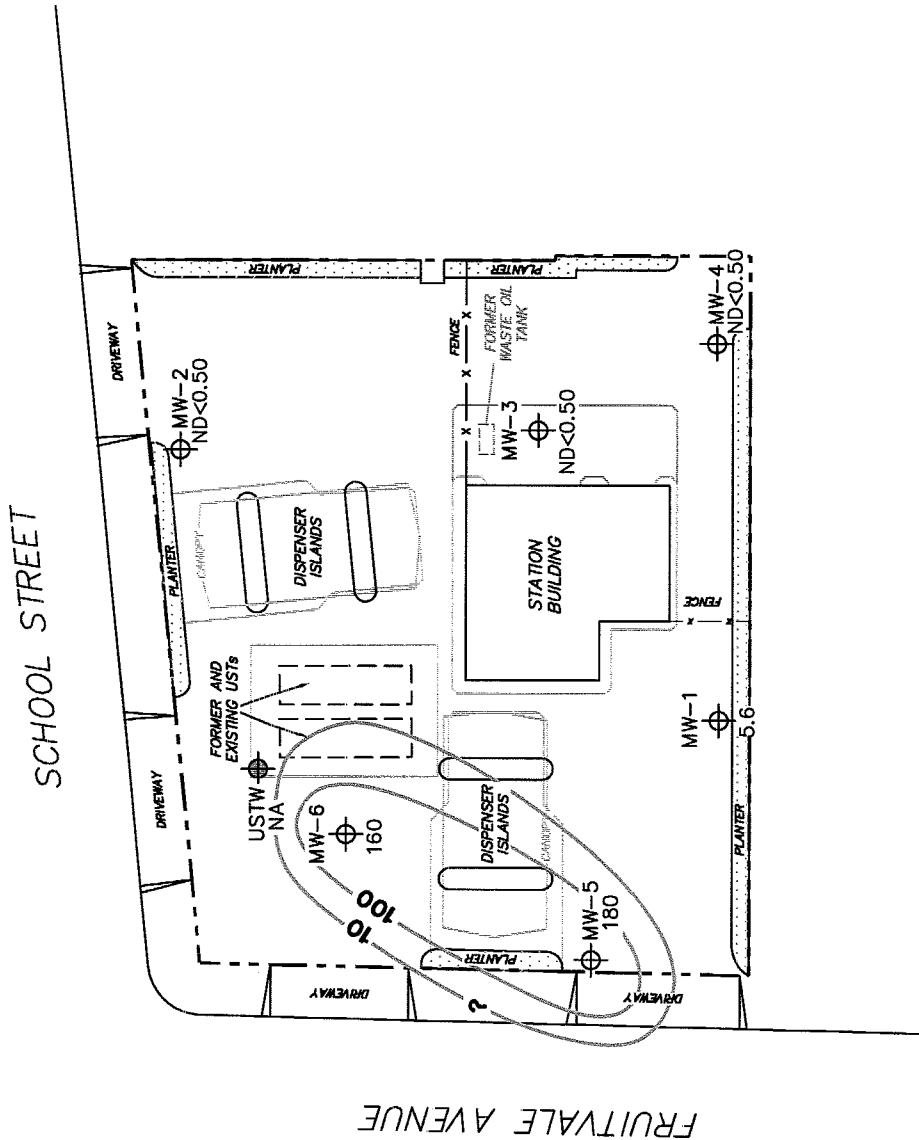 SCHOOL STREET
DRIVEWAY
DRIVEWAY
PLANTER
MW-2
ND<0.50
PLANTER
CANOPY
DISPENSER
ISLANDS
FORMER AND
EXISTING USTs
USTW
NA
MW-6
160
100
10
?
FENCE
PLANTER
FORMER
WASTE OIL
TANK
MW-3
ND<0.50
STATION
BUILDING
DISPENSER
ISLANDS
CANOPY
PLANTER
DRIVEWAY
MW-5
180
DRIVEWAY
FENCE
MW-4
ND<0.50
MW-1
5.6
PLANTER
FRUITVALE AVENUE